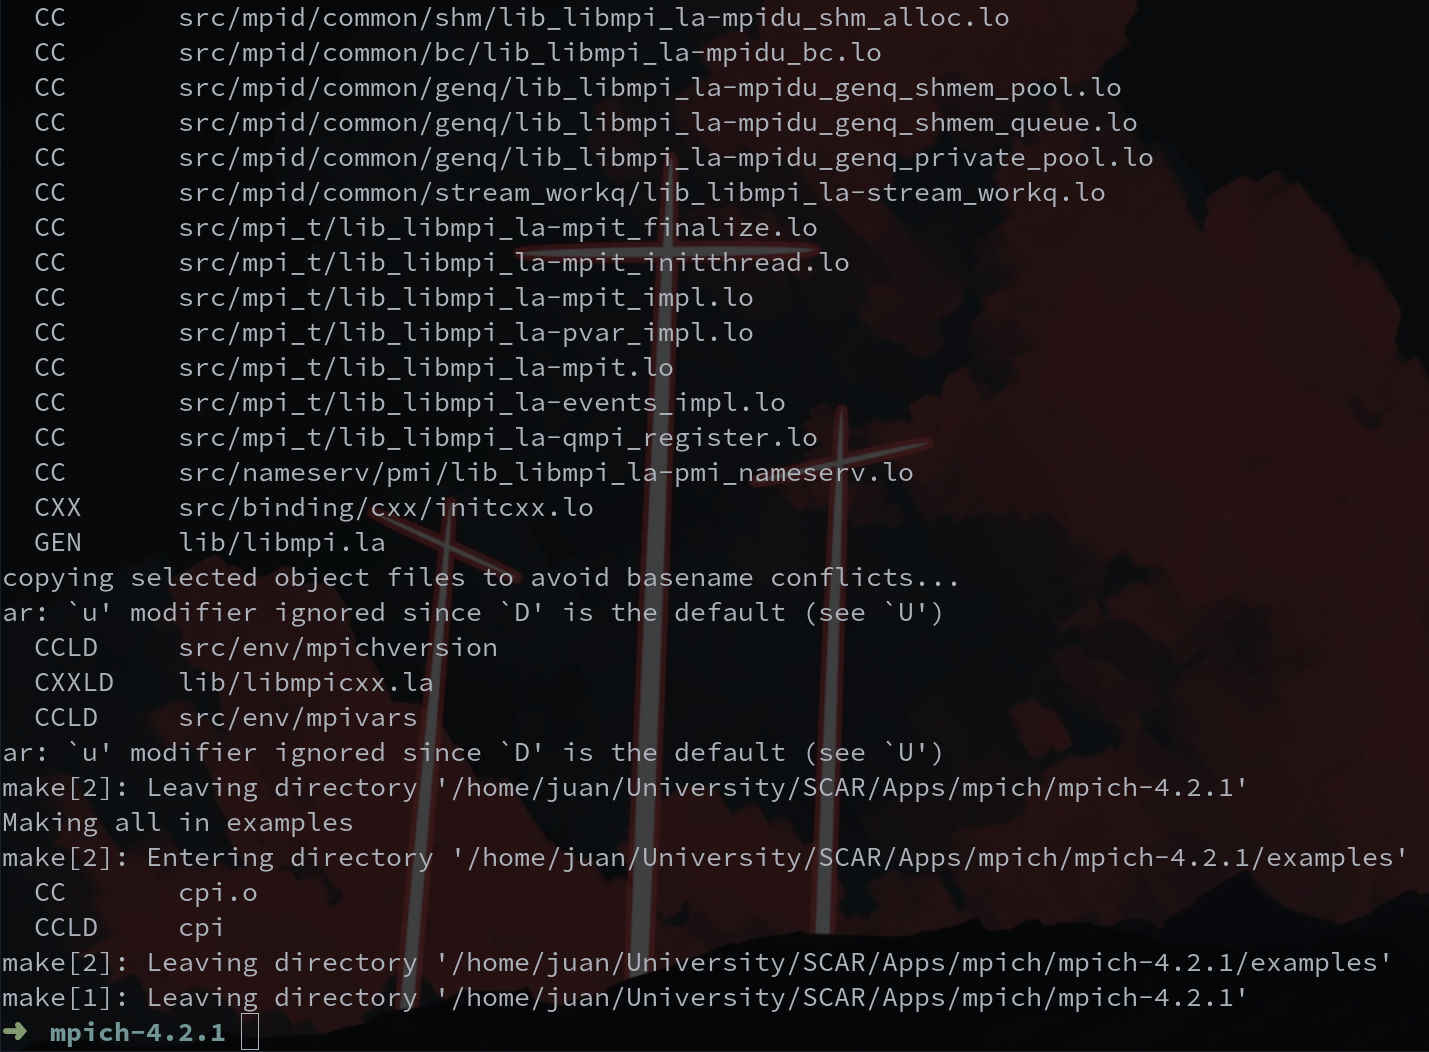 CC src/mpid/common/shm/lib_libmpi_la-mpidu_shm_alloc.lo
CC src/mpid/common/bc/lib_libmpi_la-mpidu_bc.lo
CC src/mpid/common/genq/lib_libmpi_la-mpidu_genq_shmem_pool.lo
CC src/mpid/common/genq/lib_libmpi_la-mpidu_genq_shmem_queue.lo
CC src/mpid/common/genq/lib_libmpi_la-mpidu_genq_private_pool.lo
CC src/mpid/common/stream_workq/lib_libmpi_la-stream_workq.lo
CC src/mpi_t/lib_libmpi_la-mpit_finalize.lo
CC src/mpi_t/lib_libmpi_la-mpit_initthread.lo
CC src/mpi_t/lib_libmpi_la-mpit_impl.lo
CC src/mpi_t/lib_libmpi_la-pvar_impl.lo
CC src/mpi_t/lib_libmpi_la-mpit.lo
CC src/mpi_t/lib_libmpi_la-events_impl.lo
CC src/mpi_t/lib_libmpi_la-qmpi_register.lo
CC src/nameserv/pmi/lib_libmpi_la-pmi_nameserv.lo
CXX src/binding/cxx/initcxx.lo
GEN lib/libmpi.la
copying selected object files to avoid basename conflicts...
ar: `u' modifier ignored since `D' is the default (see `U')
CCLD src/env/mpichversion
CXXLD lib/libmpicxx.la
CCLD src/env/mpivars
ar: `u' modifier ignored since `D' is the default (see `U')
make[2]: Leaving directory '/home/juan/University/SCAR/Apps/mpich/mpich-4.2.1'
Making all in examples
make[2]: Entering directory '/home/juan/University/SCAR/Apps/mpich/mpich-4.2.1/examples'
CC cpi.o
CCLD cpi
make[2]: Leaving directory '/home/juan/University/SCAR/Apps/mpich/mpich-4.2.1/examples'
make[1]: Leaving directory '/home/juan/University/SCAR/Apps/mpich/mpich-4.2.1'
➜ mpich-4.2.1